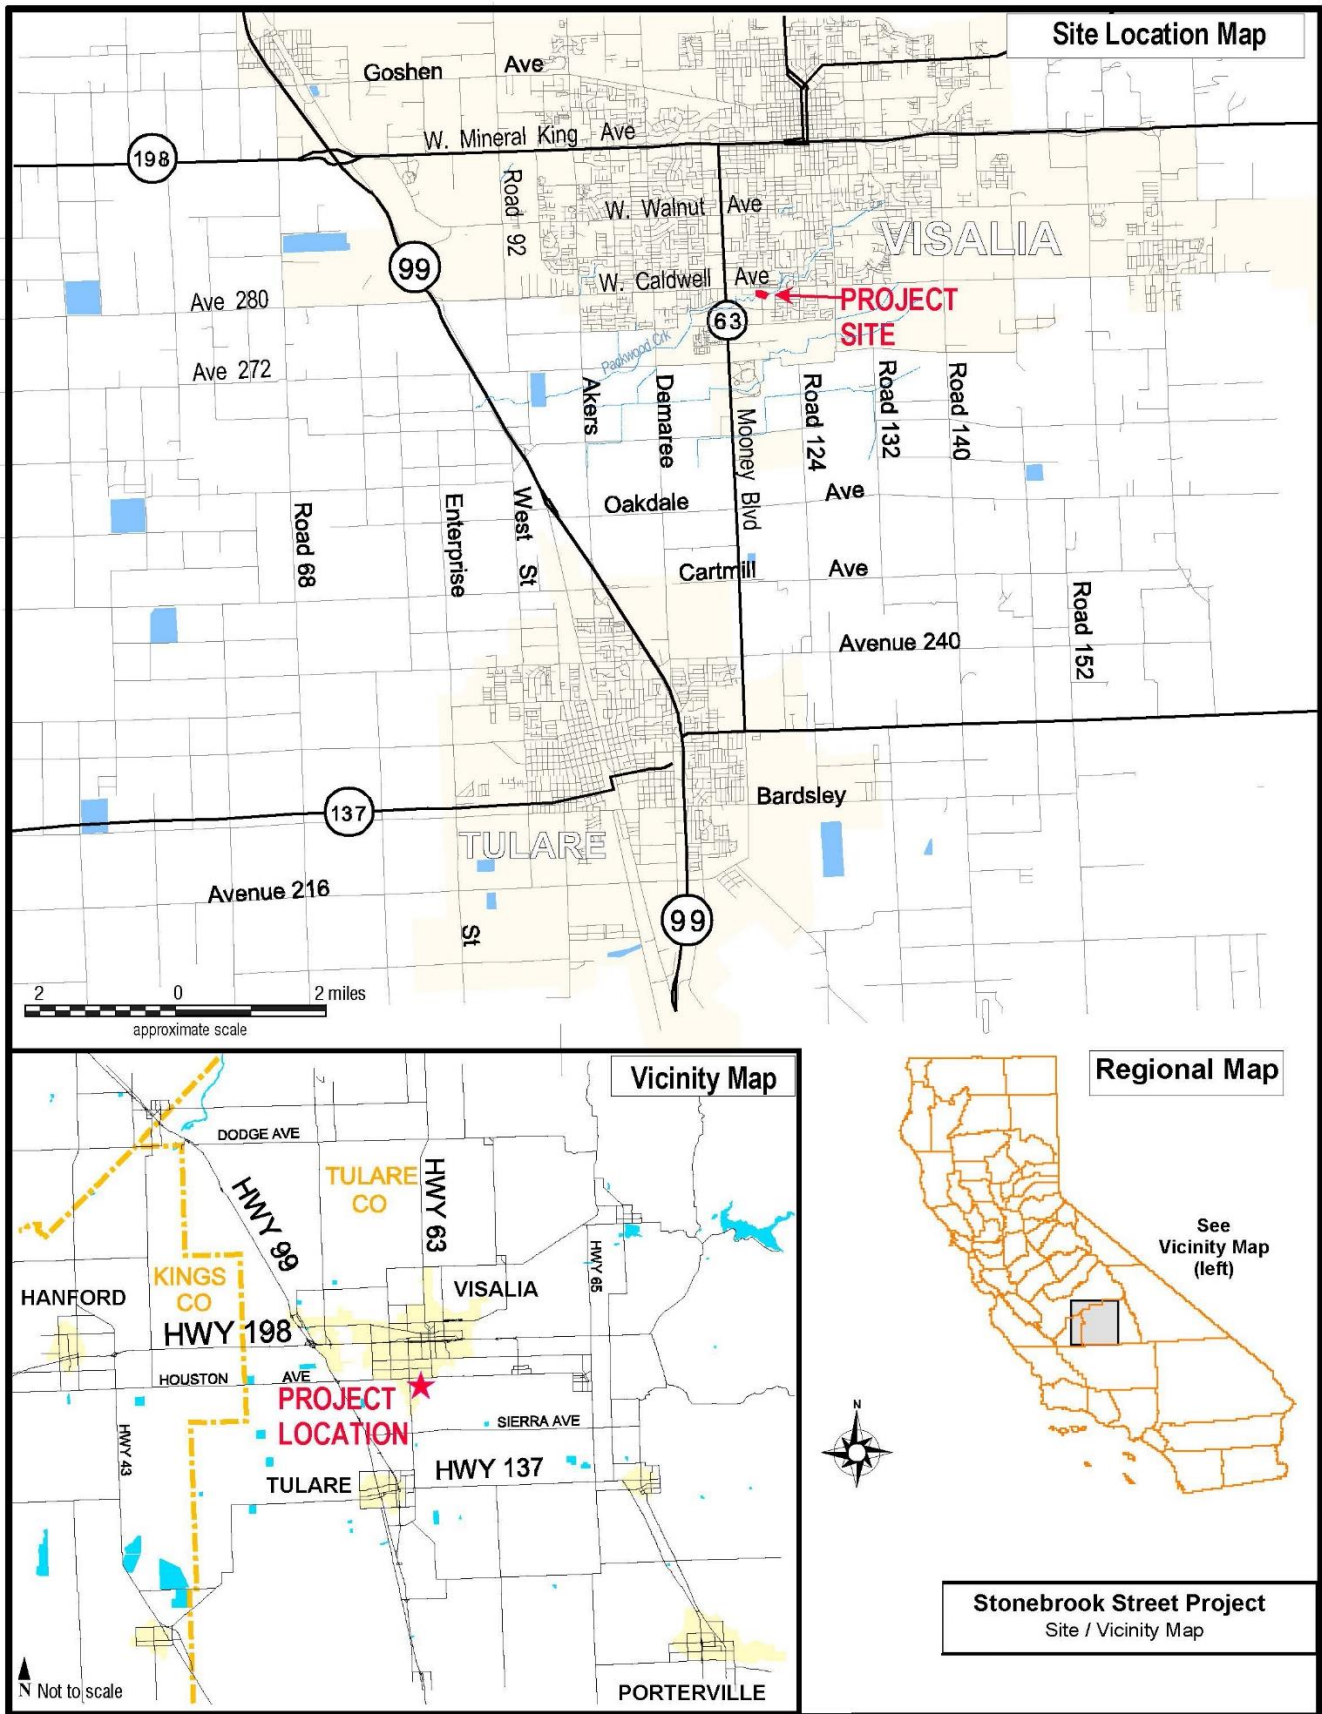 Site Location Map
Goshen Ave
W. Mineral King Ave
198
Road 92
W. Walnut Ave
VISALIA
99
W. Caldwell Ave
Ave 280
PROJECT
SITE
63
Packwood Crk
Ave 272
Akers
Demaree
Mooney Blvd
Road 124
Road 132
Road 140
Road 68
Enterprise
West St
Oakdale Ave
Cartmill Ave
Road 152
Avenue 240
Bardsley
137
TULARE
Avenue 216
St
99
2 0 2 miles
approximate scale
Vicinity Map
DODGE AVE
TULARE
CO
HWY 63
HWY 99
HWY 65
KINGS
CO
HANFORD
VISALIA
HWY 198
HOUSTON AVE
PROJECT
LOCATION
SIERRA AVE
HWY 43
HWY 137
TULARE
N Not to scale
PORTERVILLE
Regional Map
See
Vicinity Map
(left)
N
Stonebrook Street Project
Site / Vicinity Map